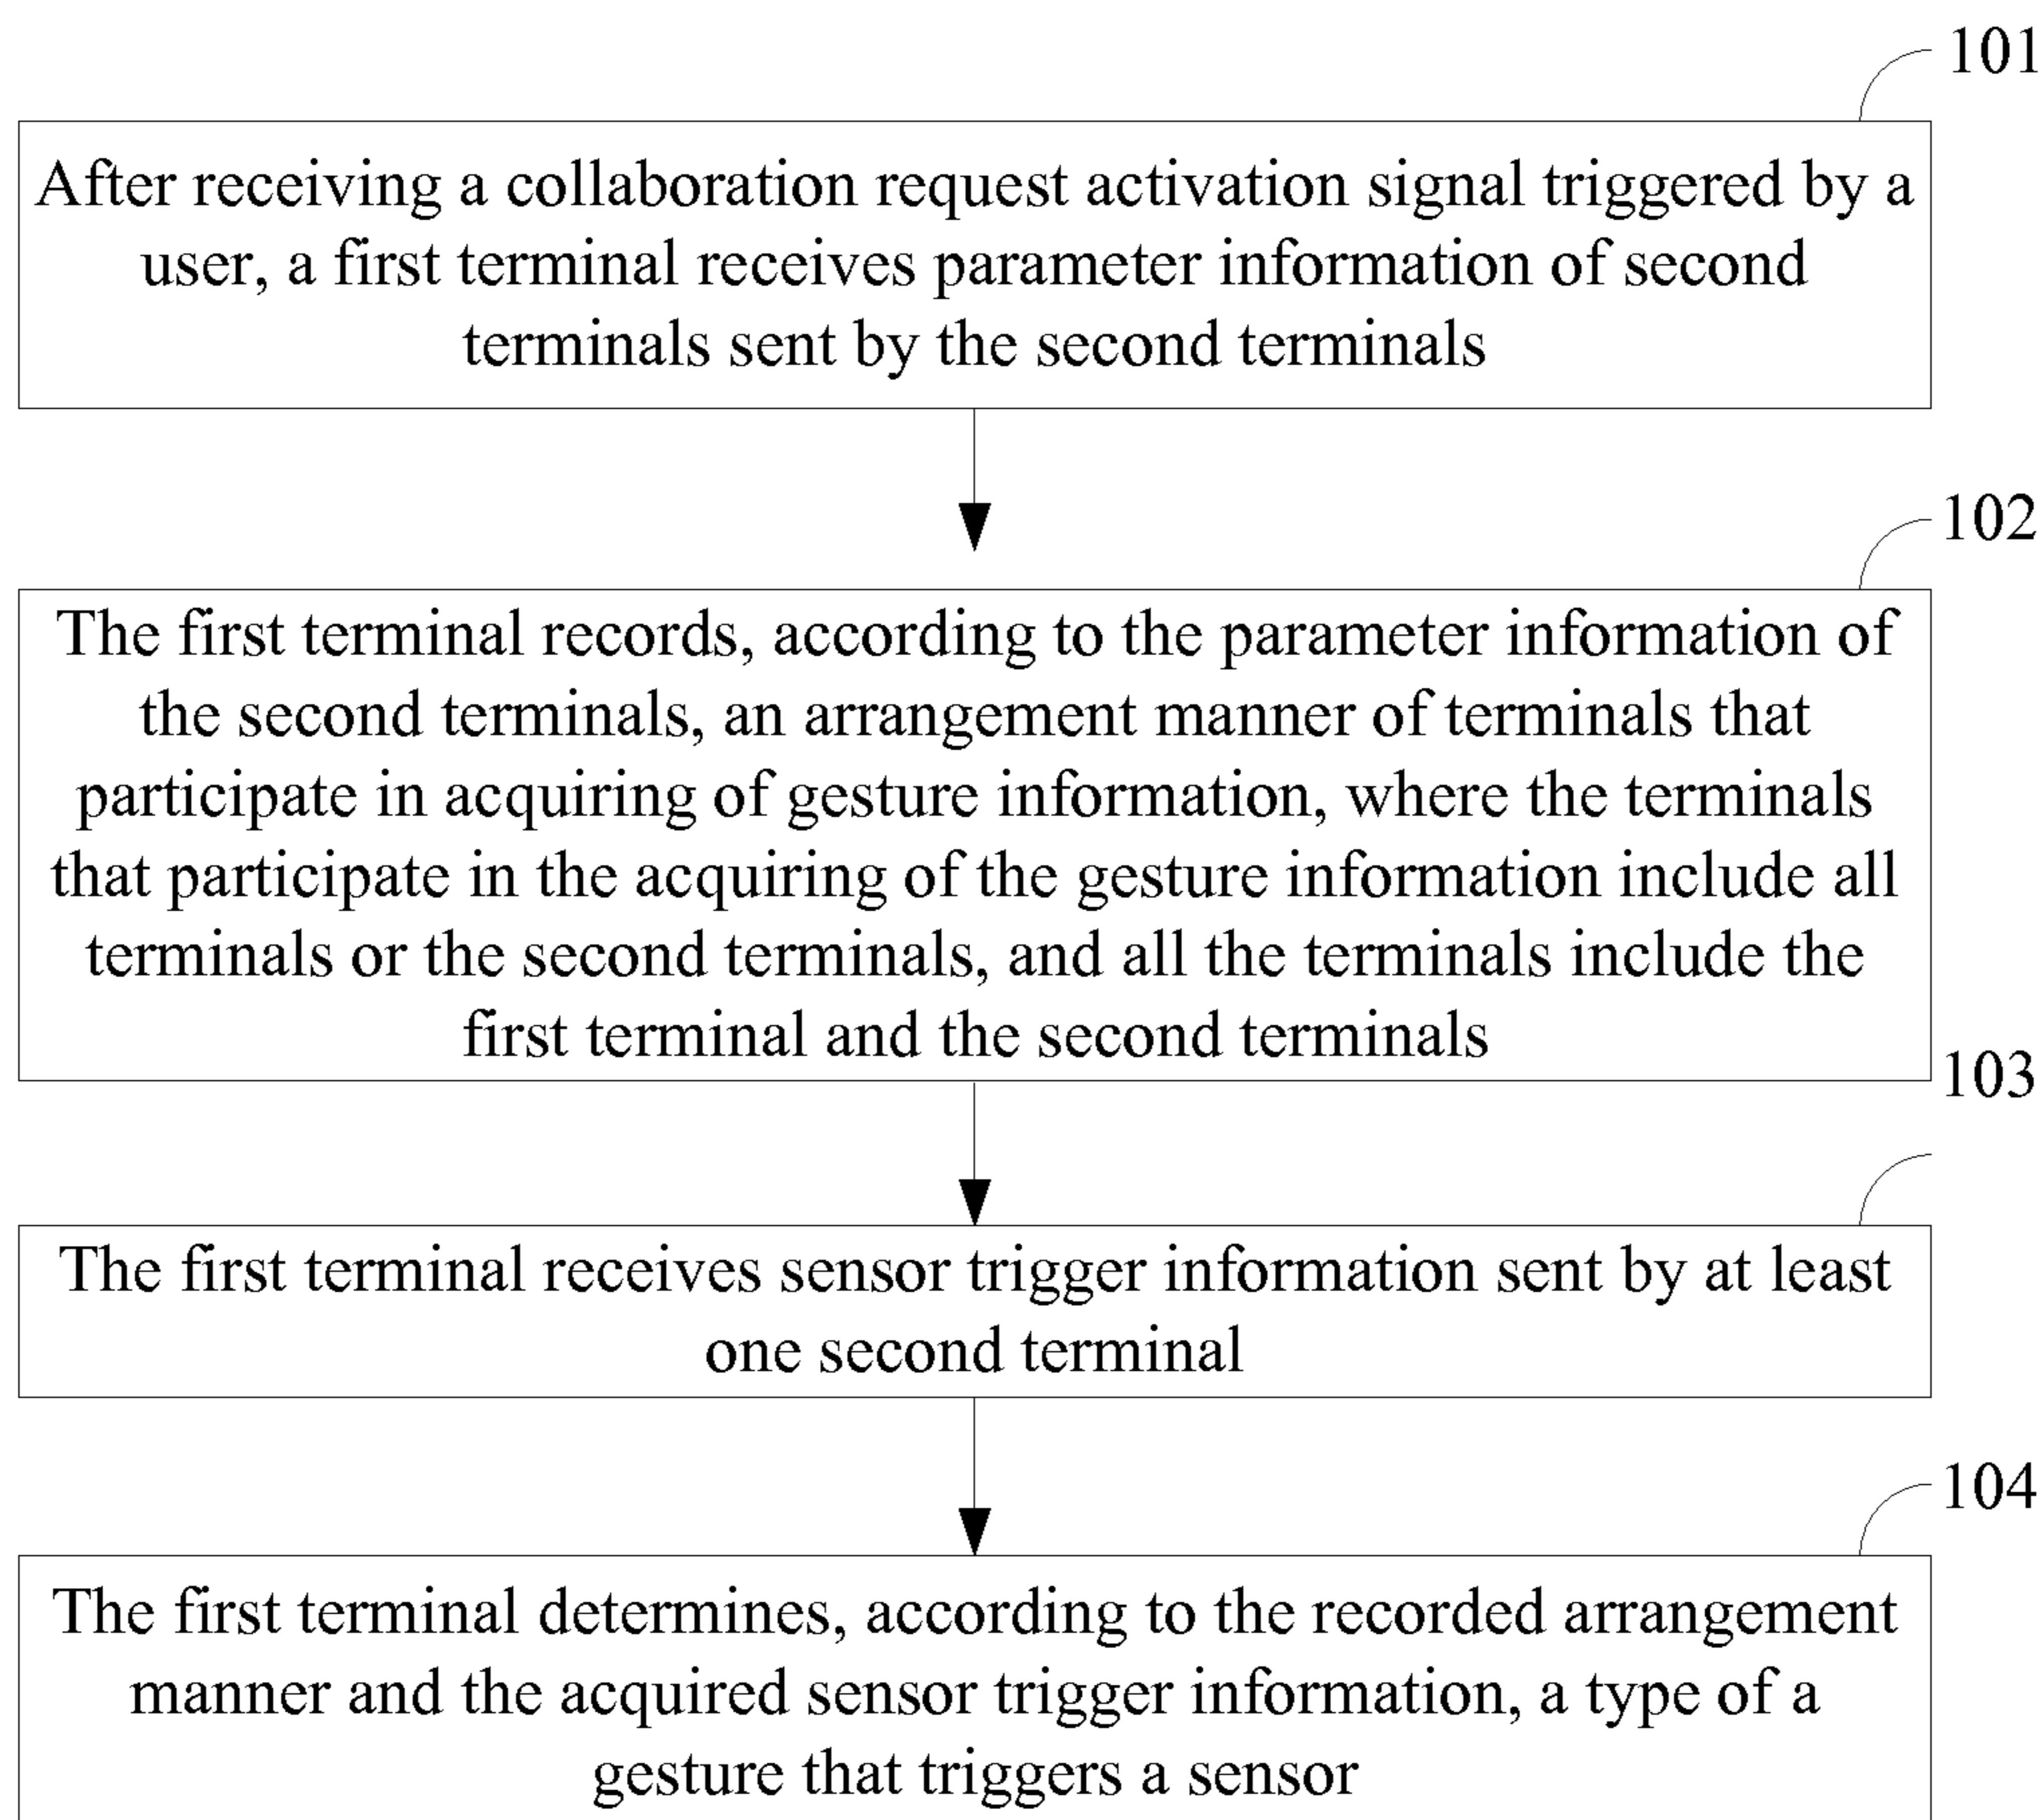 101
After receiving a collaboration request activation signal triggered by a
user, a first terminal receives parameter information of second
terminals sent by the second terminals
102
The first terminal records, according to the parameter information of
the second terminals, an arrangement manner of terminals that
participate in acquiring of gesture information, where the terminals
that participate in the acquiring of the gesture information include all
terminals or the second terminals, and all the terminals include the
first terminal and the second terminals
103
The first terminal receives sensor trigger information sent by at least
one second terminal
104
The first terminal determines, according to the recorded arrangement
manner and the acquired sensor trigger information, a type of a
gesture that triggers a sensor